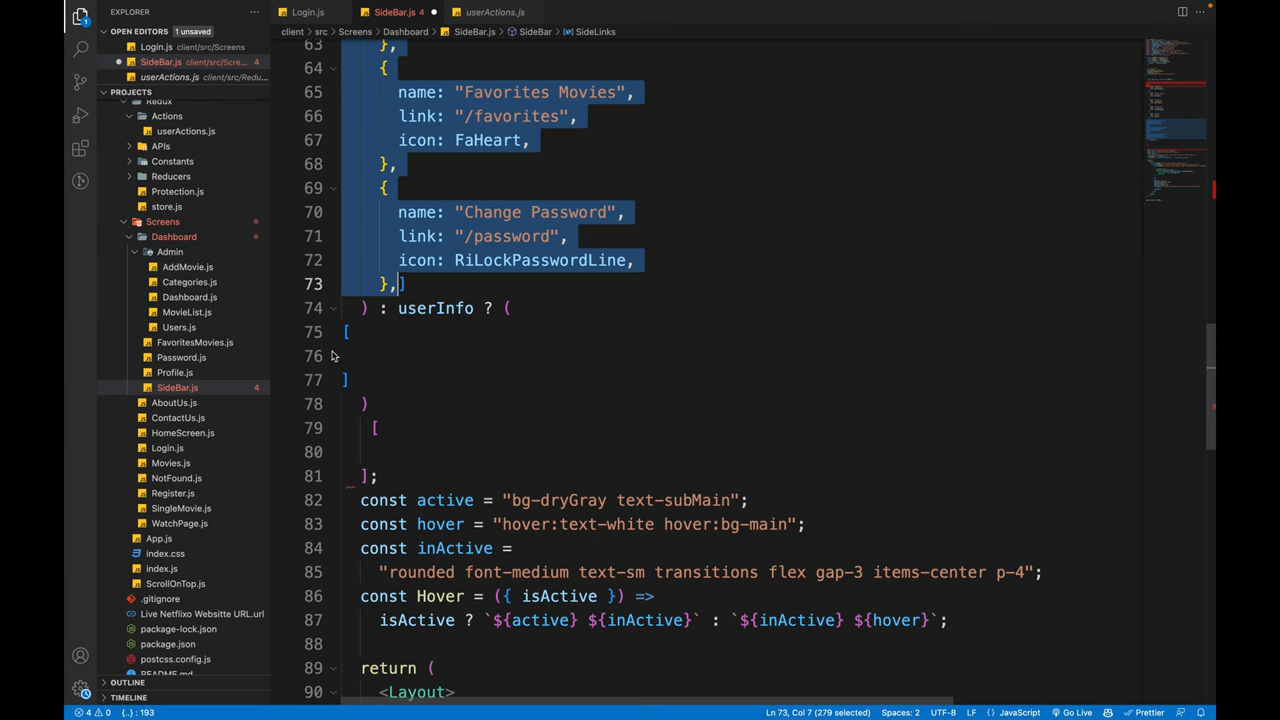 EXPLORER
OPEN EDITORS 1 unsaved
Login.js client/src/Screens
SideBar.js client/src/Scre... 4
userActions.js client/src/Redu...
PROJECTS
Redux
Actions
userActions.js
APIs
Constants
Reducers
Protection.js
store.js
Screens
Dashboard
Admin
AddMovie.js
Categories.js
Dashboard.js
MovieList.js
Users.js
FavoritesMovies.js
Password.js
Profile.js
SideBar.js 4
AboutUs.js
ContactUs.js
HomeScreen.js
Login.js
Movies.js
NotFound.js
Register.js
SingleMovie.js
WatchPage.js
App.js
index.css
index.js
ScrollOnTop.js
.gitignore
Live Netflixo Websitte URL.url
package-lock.json
package.json
postcss.config.js
README.md
OUTLINE
TIMELINE
Login.js
SideBar.js 4
userActions.js
client > src > Screens > Dashboard > SideBar.js > SideBar > SideLinks
63 },
64 {
65 name: "Favorites Movies",
66 link: "/favorites",
67 icon: FaHeart,
68 },
69 {
70 name: "Change Password",
71 link: "/password",
72 icon: RiLockPasswordLine,
73 },]
74 ) : userInfo ? (
75 [
76
77 ]
78 )
79 [
80
81 ];
82 const active = "bg-dryGray text-subMain";
83 const hover = "hover:text-white hover:bg-main";
84 const inActive =
85 "rounded font-medium text-sm transitions flex gap-3 items-center p-4";
86 const Hover = ({ isActive }) =>
87 isActive ? `${active} ${inActive}` : `${inActive} ${hover}`;
88
89 return (
90 <Layout>
4 0 {..}: 193
Ln 73, Col 7 (279 selected) Spaces: 2 UTF-8 LF JavaScript Go Live Prettier